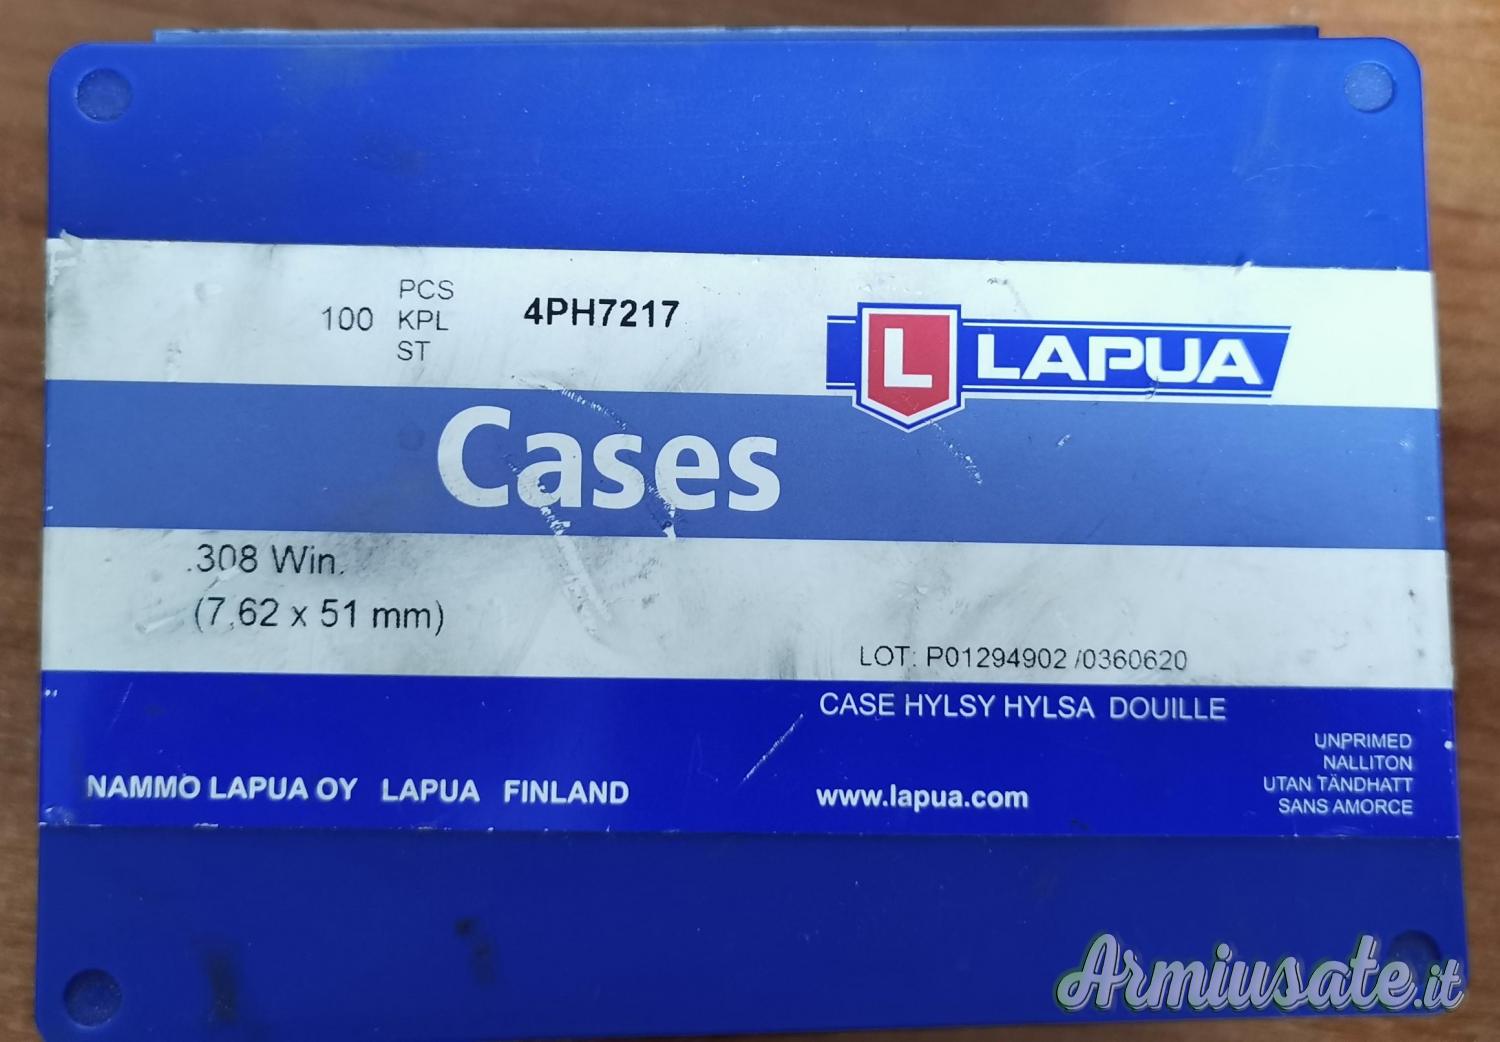 PCS
100 KPL
ST
4PH7217
L LAPUA
Cases
.308 Win.
(7,62 x 51 mm)
LOT: P01294902 /0360620
CASE HYLSY HYLSA DOUILLE
UNPRIMED
NALLITON
UTAN TÄNDHATT
SANS AMORCE
NAMMO LAPUA OY LAPUA FINLAND
www.lapua.com
Armiusate.it